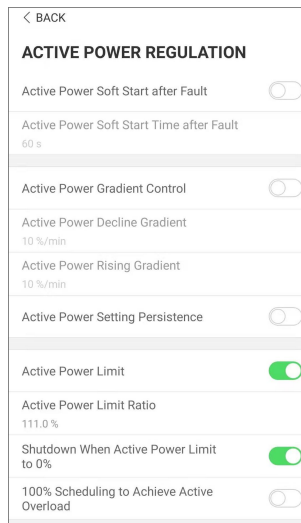 < BACK
ACTIVE POWER REGULATION
Active Power Soft Start after Fault
Active Power Soft Start Time after Fault
60 s
Active Power Gradient Control
Active Power Decline Gradient
10 %/min
Active Power Rising Gradient
10 %/min
Active Power Setting Persistence
Active Power Limit
Active Power Limit Ratio
111.0 %
Shutdown When Active Power Limit
to 0%
100% Scheduling to Achieve Active
Overload